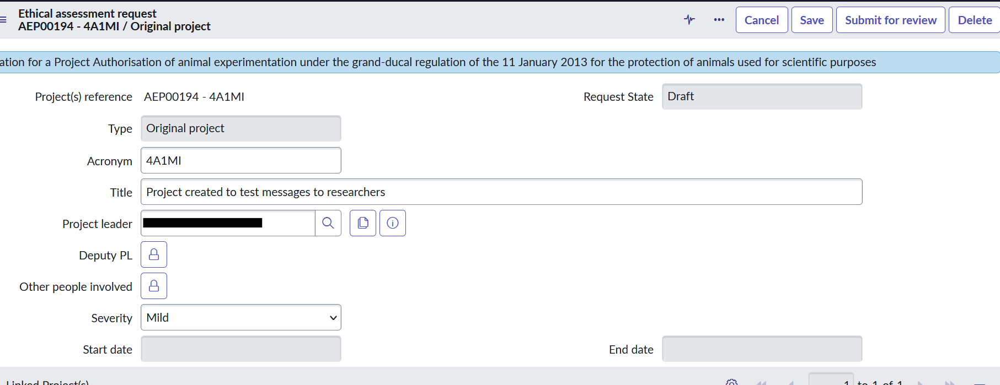 Ethical assessment request
AEP00194 - 4A1MI / Original project
Cancel
Save
Submit for review
Delete
ation for a Project Authorisation of animal experimentation under the grand-ducal regulation of the 11 January 2013 for the protection of animals used for scientific purposes
Project(s) reference AEP00194 - 4A1MI
Request State Draft
Type Original project
Acronym 4A1MI
Title Project created to test messages to researchers
Project leader
Deputy PL
Other people involved
Severity Mild
Start date
End date
Linked Project(s)
1 to 1 of 1